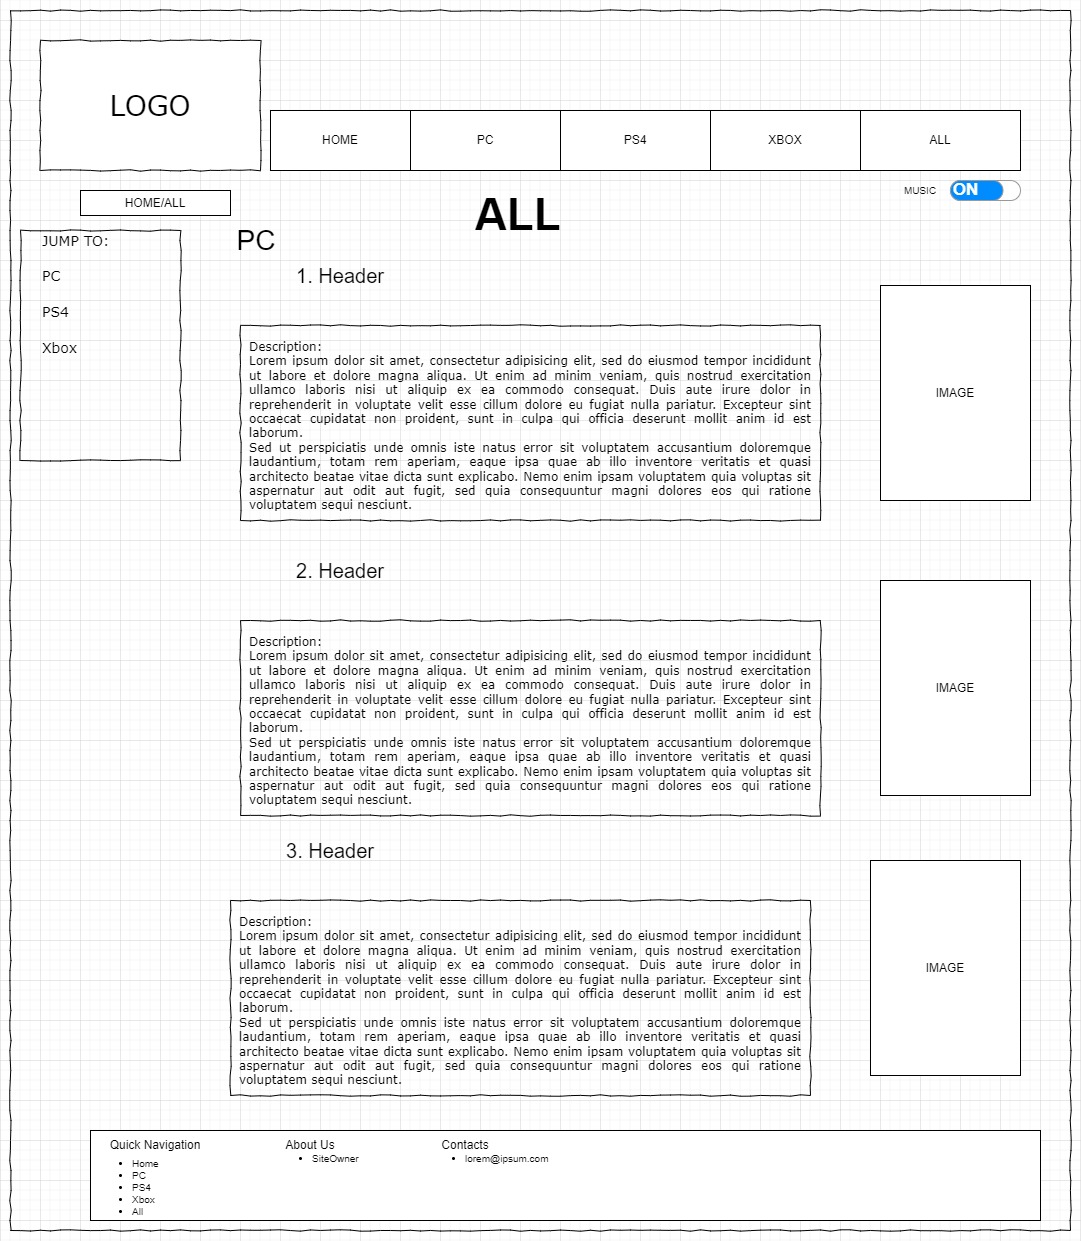 LOGO
HOME
PC
PS4
XBOX
ALL
MUSIC
ON
HOME/ALL
ALL
JUMP TO:
PC
PS4
Xbox
PC
1. Header
Description:
Lorem ipsum dolor sit amet, consectetur adipisicing elit, sed do eiusmod tempor incididunt
ut labore et dolore magna aliqua. Ut enim ad minim veniam, quis nostrud exercitation
ullamco laboris nisi ut aliquip ex ea commodo consequat. Duis aute irure dolor in
reprehenderit in voluptate velit esse cillum dolore eu fugiat nulla pariatur. Excepteur sint
occaecat cupidatat non proident, sunt in culpa qui officia deserunt mollit anim id est
laborum.
Sed ut perspiciatis unde omnis iste natus error sit voluptatem accusantium doloremque
laudantium, totam rem aperiam, eaque ipsa quae ab illo inventore veritatis et quasi
architecto beatae vitae dicta sunt explicabo. Nemo enim ipsam voluptatem quia voluptas sit
aspernatur aut odit aut fugit, sed quia consequuntur magni dolores eos qui ratione
voluptatem sequi nesciunt.
IMAGE
2. Header
Description:
Lorem ipsum dolor sit amet, consectetur adipisicing elit, sed do eiusmod tempor incididunt
ut labore et dolore magna aliqua. Ut enim ad minim veniam, quis nostrud exercitation
ullamco laboris nisi ut aliquip ex ea commodo consequat. Duis aute irure dolor in
reprehenderit in voluptate velit esse cillum dolore eu fugiat nulla pariatur. Excepteur sint
occaecat cupidatat non proident, sunt in culpa qui officia deserunt mollit anim id est
laborum.
Sed ut perspiciatis unde omnis iste natus error sit voluptatem accusantium doloremque
laudantium, totam rem aperiam, eaque ipsa quae ab illo inventore veritatis et quasi
architecto beatae vitae dicta sunt explicabo. Nemo enim ipsam voluptatem quia voluptas sit
aspernatur aut odit aut fugit, sed quia consequuntur magni dolores eos qui ratione
voluptatem sequi nesciunt.
IMAGE
3. Header
Description:
Lorem ipsum dolor sit amet, consectetur adipisicing elit, sed do eiusmod tempor incididunt
ut labore et dolore magna aliqua. Ut enim ad minim veniam, quis nostrud exercitation
ullamco laboris nisi ut aliquip ex ea commodo consequat. Duis aute irure dolor in
reprehenderit in voluptate velit esse cillum dolore eu fugiat nulla pariatur. Excepteur sint
occaecat cupidatat non proident, sunt in culpa qui officia deserunt mollit anim id est
laborum.
Sed ut perspiciatis unde omnis iste natus error sit voluptatem accusantium doloremque
laudantium, totam rem aperiam, eaque ipsa quae ab illo inventore veritatis et quasi
architecto beatae vitae dicta sunt explicabo. Nemo enim ipsam voluptatem quia voluptas sit
aspernatur aut odit aut fugit, sed quia consequuntur magni dolores eos qui ratione
voluptatem sequi nesciunt.
IMAGE
Quick Navigation
• Home
• PC
• PS4
• Xbox
• All
About Us
• SiteOwner
Contacts
• lorem@ipsum.com